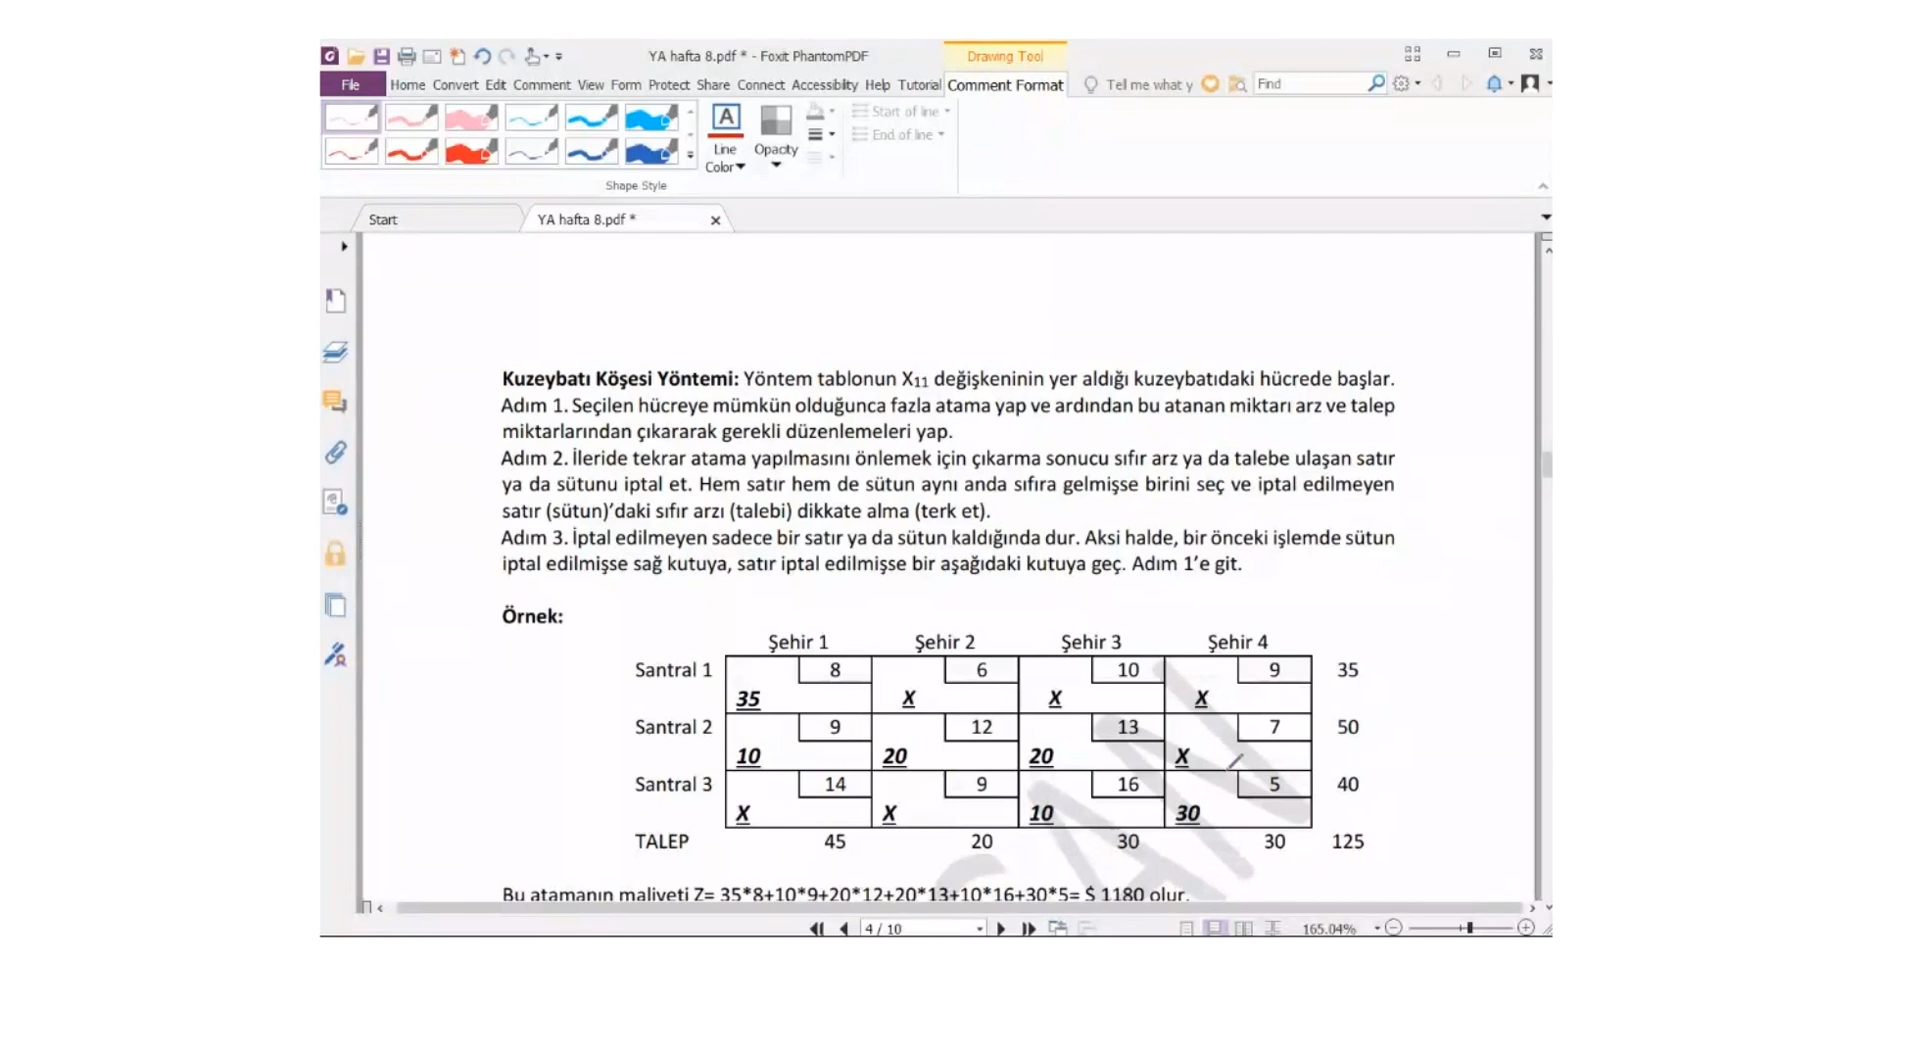 YA hafta 8.pdf * - Foxit PhantomPDF Drawing Tool
File Home Convert Edit Comment View Form Protect Share Connect Accessibility Help Tutorial Comment Format Tell me what y Find
Line Color Opacity Start of line
End of line
Shape Style
Start YA hafta 8.pdf *
Kuzeybatı Köşesi Yöntemi: Yöntem tablonun X11 değişkeninin yer aldığı kuzeybatıdaki hücrede başlar.
Adım 1. Seçilen hücreye mümkün olduğunca fazla atama yap ve ardından bu atanan miktarı arz ve talep
miktarlarından çıkararak gerekli düzenlemeleri yap.
Adım 2. İleride tekrar atama yapılmasını önlemek için çıkarma sonucu sıfır arz ya da talebe ulaşan satır
ya da sütunu iptal et. Hem satır hem de sütun aynı anda sıfıra gelmişse birini seç ve iptal edilmeyen
satır (sütun)'daki sıfır arzı (talebi) dikkate alma (terk et).
Adım 3. İptal edilmeyen sadece bir satır ya da sütun kaldığında dur. Aksi halde, bir önceki işlemde sütun
iptal edilmişse sağ kutuya, satır iptal edilmişse bir aşağıdaki kutuya geç. Adım 1'e git.
Örnek:
Şehir 1 Şehir 2 Şehir 3 Şehir 4
Santral 1 8 6 10 9 35
35 X X X
Santral 2 9 12 13 7 50
10 20 20 X
Santral 3 14 9 16 5 40
X X 10 30
TALEP 45 20 30 30 125
Bu atamanın maliyeti Z= 35*8+10*9+20*12+20*13+10*16+30*5= $ 1180 olur.
4 / 10 165.04%